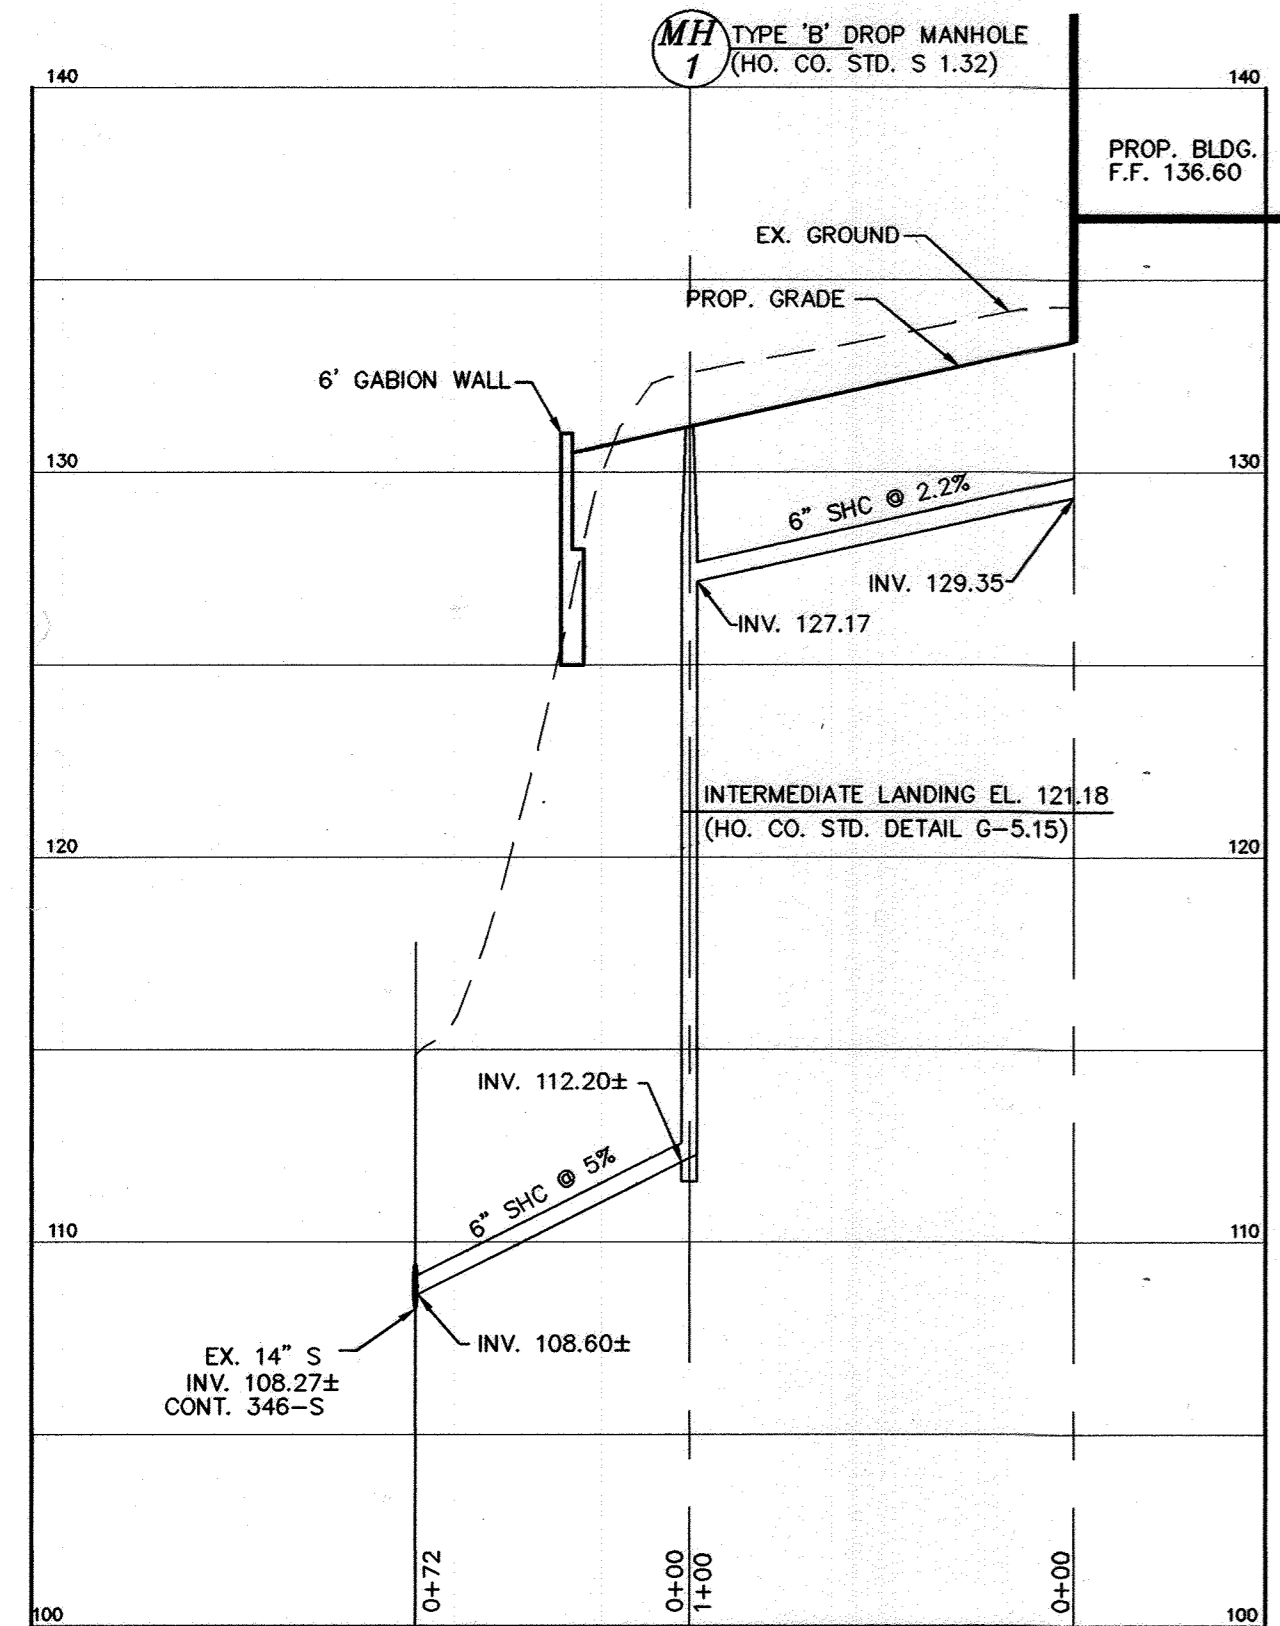 MH
1
TYPE 'B' DROP MANHOLE
(HO. CO. STD. S 1.32)
140
140
PROP. BLDG.
F.F. 136.60
EX. GROUND
PROP. GRADE
6' GABION WALL
130
130
6" SHC @ 2.2%
INV. 129.35
INV. 127.17
INTERMEDIATE LANDING EL. 121.18
(HO. CO. STD. DETAIL G-5.15)
120
120
INV. 112.20±
6" SHC @ 5%
110
110
INV. 108.60±
EX. 14" S
INV. 108.27±
CONT. 346-S
0+72
0+00
1+00
0+00
100
100